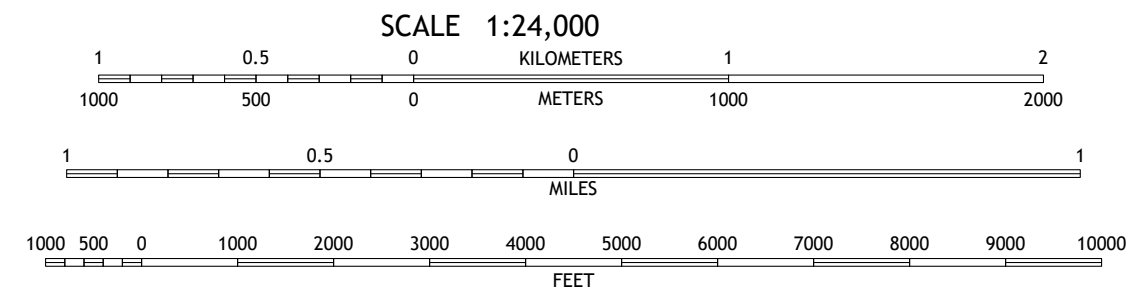 SCALE 1:24,000
1 0.5 0 KILOMETERS 1 2
1000 500 0 METERS 1000 2000
1 0.5 0 1
MILES
1000 500 0 1000 2000 3000 4000 5000 6000 7000 8000 9000 10000
FEET